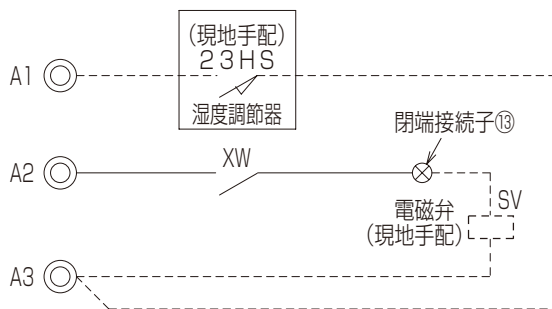 (現地手配)
23HS
A1
湿度調節器
閉端接続子⑬
XW
A2
SV
電磁弁
(現地手配)
A3